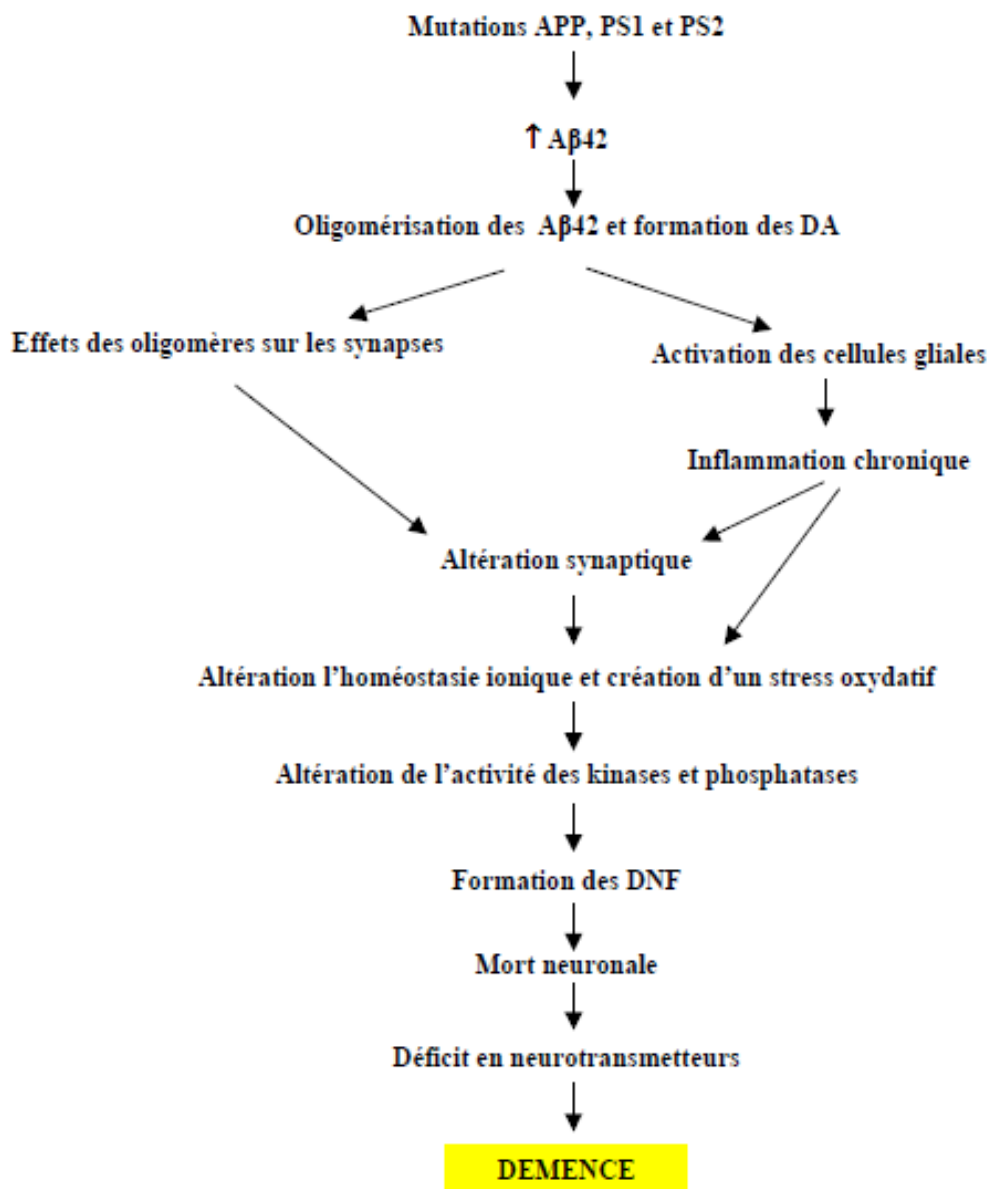 Mutations APP, PS1 et PS2
↑ Aβ42
Oligomérisation des Aβ42 et formation des DA
Effets des oligomères sur les synapses
Activation des cellules gliales
Inflammation chronique
Altération synaptique
Altération l’homéostasie ionique et création d’un stress oxydatif
Altération de l’activité des kinases et phosphatases
Formation des DNF
Mort neuronale
Déficit en neurotransmetteurs
DEMENCE